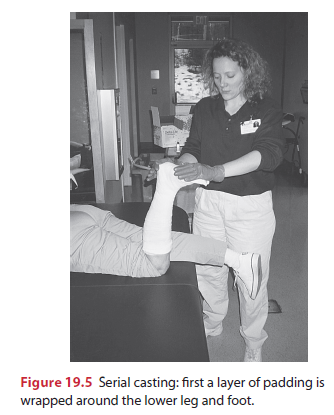 Figure 19.5 Serial casting: first a layer of padding is
wrapped around the lower leg and foot.